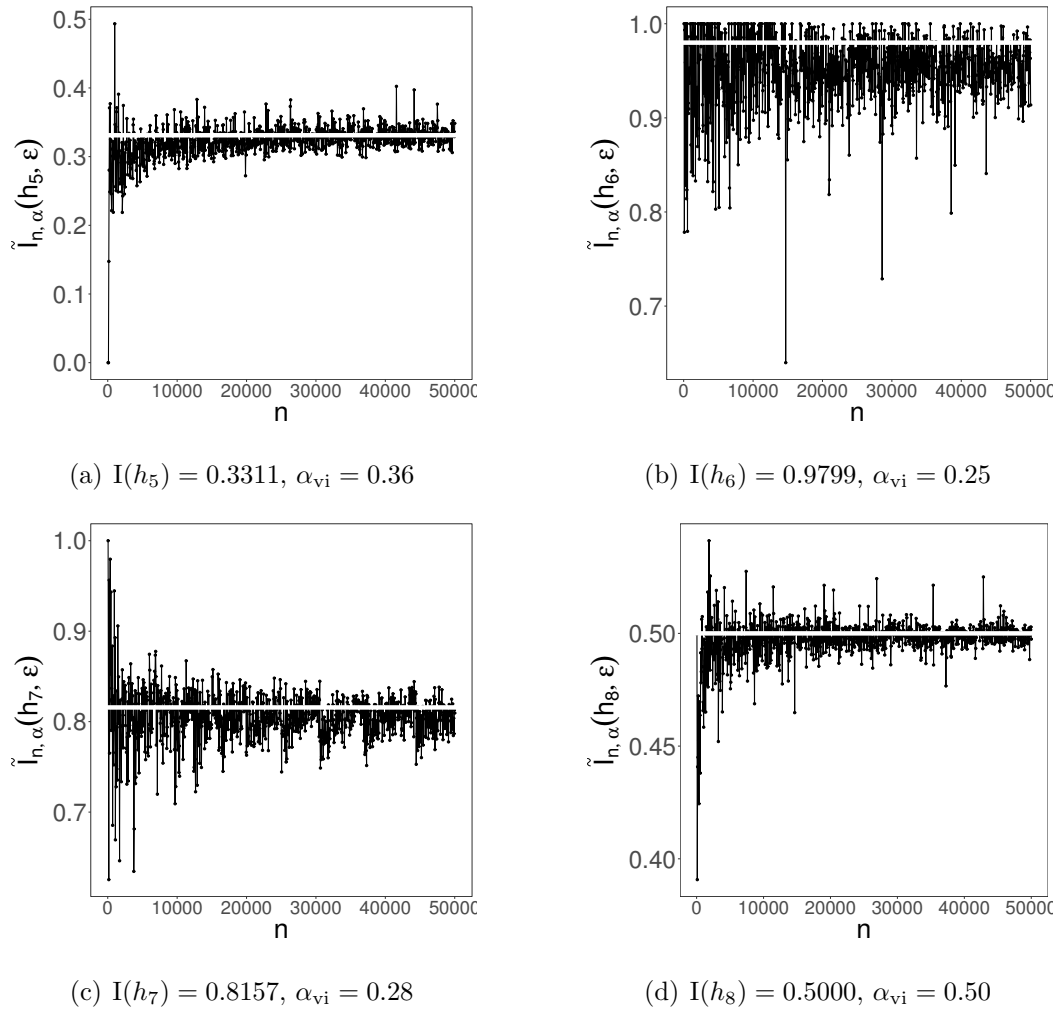 0.5
0.4
0.3
0.2
0.1
0.0
Ĩn, α(h5, ε)
0 10000 20000 30000 40000 50000
n
(a) I(h5) = 0.3311, αvi = 0.36
1.0
0.9
0.8
0.7
Ĩn, α(h6, ε)
0 10000 20000 30000 40000 50000
n
(b) I(h6) = 0.9799, αvi = 0.25
1.0
0.9
0.8
0.7
Ĩn, α(h7, ε)
0 10000 20000 30000 40000 50000
n
(c) I(h7) = 0.8157, αvi = 0.28
0.50
0.45
0.40
Ĩn, α(h8, ε)
0 10000 20000 30000 40000 50000
n
(d) I(h8) = 0.5000, αvi = 0.50